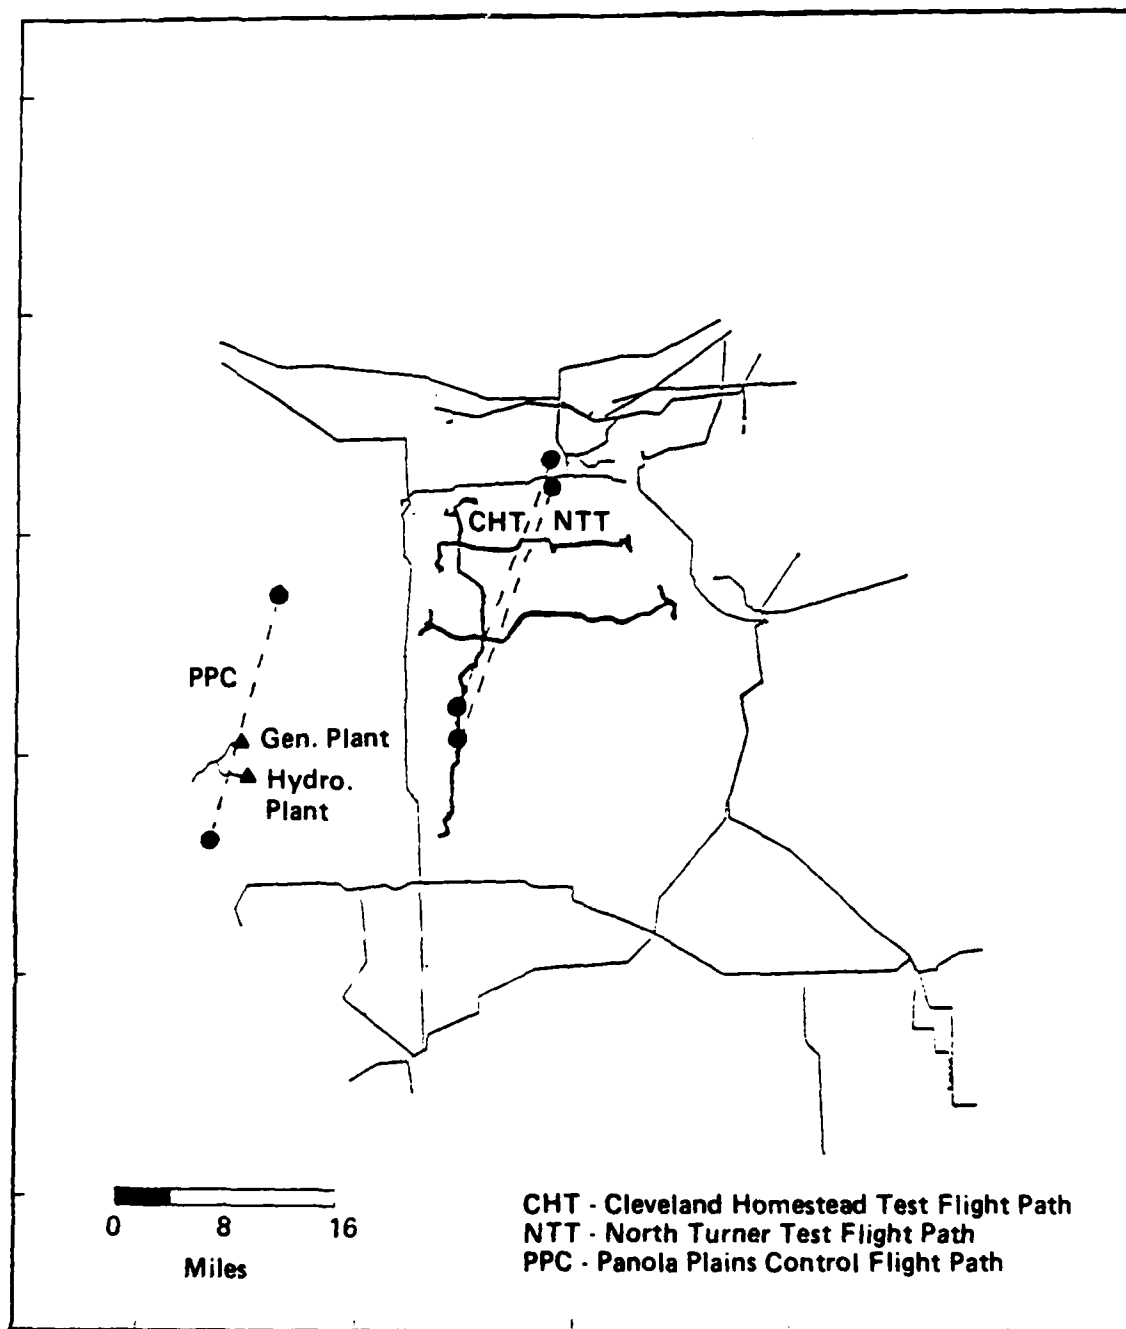 CHT NTT
PPC
Gen. Plant
Hydro.
Plant
0 8 16
Miles
CHT - Cleveland Homestead Test Flight Path
NTT - North Turner Test Flight Path
PPC - Panola Plains Control Flight Path